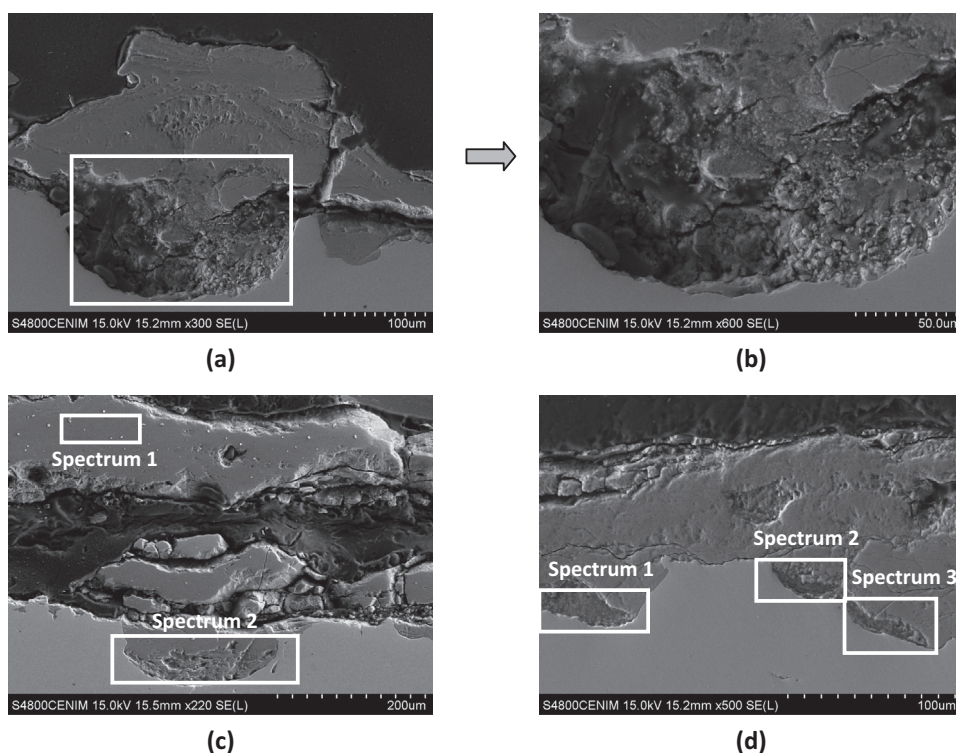 S4800CENIM 15.0kV 15.2mm x300 SE(L)
100um
(a)
S4800CENIM 15.0kV 15.2mm x600 SE(L)
50.0um
(b)
Spectrum 1
Spectrum 2
S4800CENIM 15.0kV 15.5mm x220 SE(L)
200um
(c)
Spectrum 1
Spectrum 2
Spectrum 3
S4800CENIM 15.0kV 15.2mm x500 SE(L)
100um
(d)